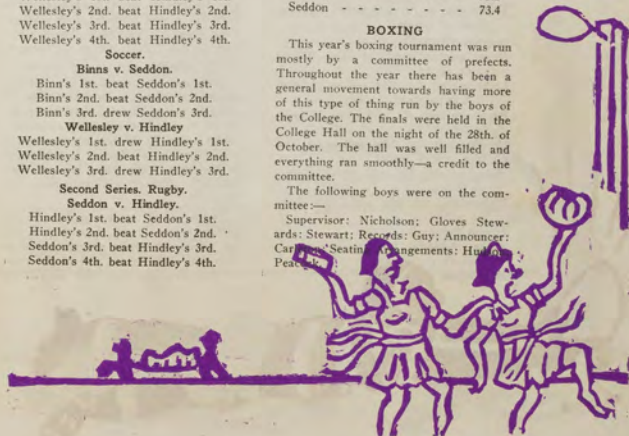 Wellesley's 2nd. beat Hindley's 2nd.
Wellesley's 3rd. beat Hindley's 3rd.
Wellesley's 4th. beat Hindley's 4th.
Soccer.
Binns v. Seddon.
Binn's 1st. beat Seddon's 1st.
Binn's 2nd. beat Seddon's 2nd.
Binn's 3rd. drew Seddon's 3rd.
Wellesley v. Hindley
Wellesley's 1st. drew Hindley's 1st.
Wellesley's 2nd. beat Hindley's 2nd.
Wellesley's 3rd. drew Hindley's 3rd.
Second Series. Rugby.
Seddon v. Hindley.
Hindley's 1st. beat Seddon's 1st.
Hindley's 2nd. beat Seddon's 2nd.
Seddon's 3rd. beat Hindley's 3rd.
Seddon's 4th. beat Hindley's 4th.
Seddon - - - - - - - - 73.4
BOXING
This year's boxing tournament was run
mostly by a committee of prefects.
Throughout the year there has been a
general movement towards having more
of this type of thing run by the boys of
the College. The finals were held in the
College Hall on the night of the 28th. of
October. The hall was well filled and
everything ran smoothly—a credit to the
committee.
The following boys were on the com-
mittee:—
Supervisor: Nicholson; Gloves Stew-
ards: Stewart; Records: Guy; Announcer:
Seating Arrangements: